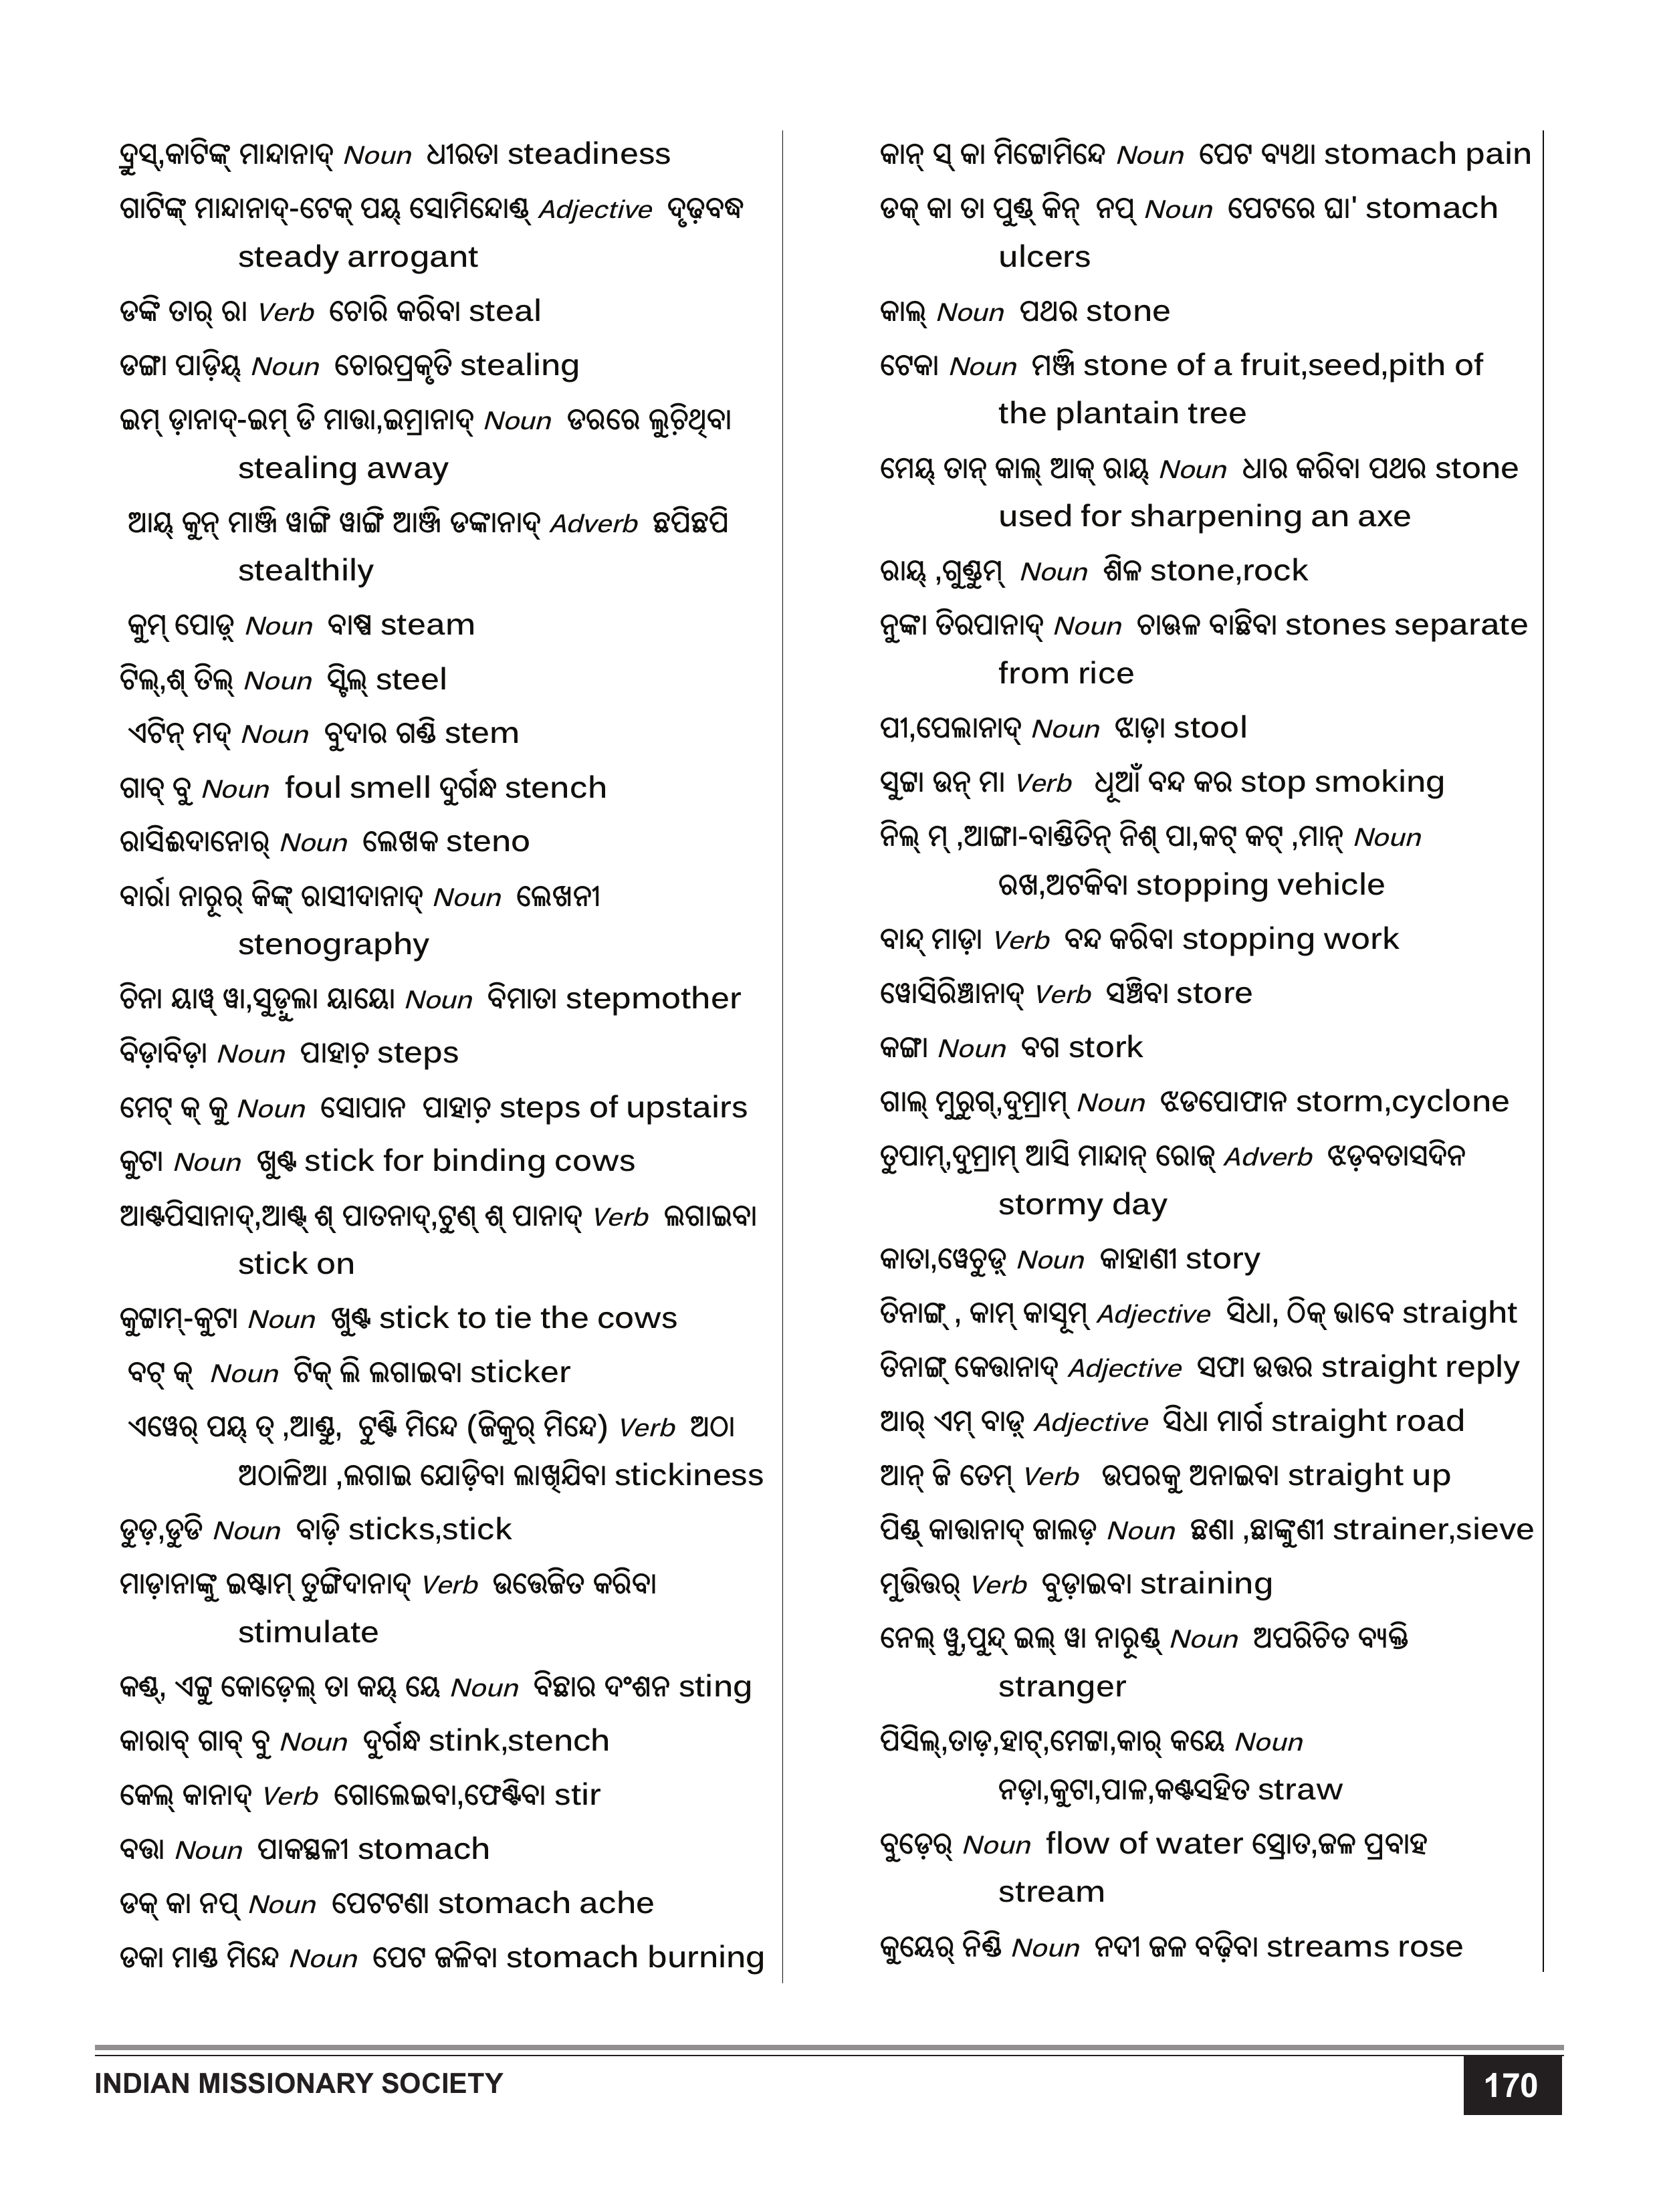 ଦ୍ରୁସ୍,କାଟିଙ୍କ୍ ମାନ୍ଦାନାଦ୍ Noun ଧୀରତା steadiness
ଗାଟିଙ୍କ୍ ମାନ୍ଦାନାଦ୍-ଟେକ୍ ପୟ୍ ସୋମିନ୍ଦୋଣ୍ଡ୍ Adjective ଦୃଢ଼ବଦ୍ଧ
steady arrogant
ଡଙ୍କି ତାର୍ ରା Verb ଚୋରି କରିବା steal
ଡଙ୍ଗା ପାଡ଼ିୟ୍ Noun ଚୋରପ୍ରକୃତି stealing
ଇମ୍ ଡ଼ାନାଦ୍-ଇମ୍ ଡି ମାତ୍ତା,ଇମ୍ରାନାଦ୍ Noun ଡରରେ ଲୁଚ଼ିଥିବା
stealing away
ଆୟ୍ କୁନ୍ ମାଞ୍ଜି ୱାଙ୍ଗି ୱାଙ୍ଗି ଆଞ୍ଜି ଡଙ୍କାନାଦ୍ Adverb ଛପିଛପି
stealthily
କୁମ୍ ପୋଡ଼୍ Noun ବାଷ୍ପ steam
ଟିଲ୍,ଶ୍ ତିଲ୍ Noun ସ୍ଟିଲ୍ steel
ଏଟିନ୍ ମଦ୍ Noun ବୁଦାର ଗଣ୍ଡି stem
ଗାବ୍ ବୁ Noun foul smell ଦୁର୍ଗନ୍ଧ stench
ରାସିଈଦାନୋର୍ Noun ଲେଖକ steno
ବାର୍ରା ନାରୂର୍ କିଙ୍କ୍ ରାସୀଦାନାଦ୍ Noun ଲେଖନୀ
stenography
ଚିନା ୟାୱ୍ ୱା,ସୁଡ଼ୁଲା ୟାୟୋ Noun ବିମାତା stepmother
ବିଡ଼ାବିଡ଼ା Noun ପାହାଚ଼ steps
ମେଟ୍ କ୍ କୁ Noun ସୋପାନ ପାହାଚ଼ steps of upstairs
କୁଟା Noun ଖୁଣ୍ଟ stick for binding cows
ଆଣ୍ଟପିସାନାଦ୍,ଆଣ୍ଟ୍ ଶ୍ ପାତନାଦ୍,ଟୁଣ୍ ଶ୍ ପାନାଦ୍ Verb ଲଗାଇବା
stick on
କୁଟ୍ଟାମ୍-କୁଟା Noun ଖୁଣ୍ଟ stick to tie the cows
ବଟ୍ କ୍ Noun ଟିକ୍ ଲି ଲଗାଇବା sticker
ଏୱେର୍ ପୟ୍ ତ୍ ,ଆଣ୍ଡୁ, ଟୁଣ୍ଟି ମିନ୍ଦେ (ଜିକୁର୍ ମିନ୍ଦେ) Verb ଅଠା
ଅଠାଳିଆ ,ଲଗାଇ ଯୋଡ଼ିବା ଲାଖିଯିବା stickiness
ଡୁଡ଼,ଡୁଡି Noun ବାଡ଼ି sticks,stick
ମାଡ଼ାନାଙ୍କୁ ଇଷ୍ଟାମ୍ ତୁଙ୍ଗିଦାନାଦ୍ Verb ଉତ୍ତେଜିତ କରିବା
stimulate
କଣ୍ଡ୍, ଏଟ୍ଟୁ କୋଡ଼େଲ୍ ତା କୟ୍ ୟେ Noun ବିଛାର ଦଂଶନ sting
କାରାବ୍ ଗାବ୍ ବୁ Noun ଦୁର୍ଗନ୍ଧ stink,stench
କେଲ୍ କାନାଦ୍ Verb ଗୋଲେଇବା,ଫେଣ୍ଟିବା stir
ବତ୍ତା Noun ପାକସ୍ଥଳୀ stomach
ଡକ୍ କା ନପ୍ Noun ପେଟଟଣା stomach ache
ଡକା ମାଣ୍ଡ ମିନ୍ଦେ Noun ପେଟ ଜଳିବା stomach burning
କାନ୍ ସ୍ କା ମିଟ୍ଟୋମିନ୍ଦେ Noun ପେଟ ବ୍ୟଥା stomach pain
ଡକ୍ କା ତା ପୁଣ୍ଡ୍ କିନ୍ ନପ୍ Noun ପେଟରେ ଘା' stomach
ulcers
କାଲ୍ Noun ପଥର stone
ଟେକା Noun ମଞ୍ଜି stone of a fruit,seed,pith of
the plantain tree
ମେୟ୍ ତାନ୍ କାଲ୍ ଆକ୍ ରାୟ୍ Noun ଧାର କରିବା ପଥର stone
used for sharpening an axe
ରାୟ୍ ,ଗୁଣ୍ଡୁମ୍ Noun ଶିଳ stone,rock
ନୁଙ୍କା ତିରପାନାଦ୍ Noun ଚାଊଳ ବାଛିବା stones separate
from rice
ପୀ,ପେଲାନାଦ୍ Noun ଝାଡ଼ା stool
ସୁଟ୍ଟା ଉନ୍ ମା Verb ଧୂଆଁ ବନ୍ଦ କର stop smoking
ନିଲ୍ ମ୍ ,ଆଙ୍ଗା-ବାଣ୍ଡିତିନ୍ ନିଶ୍ ପା,କଟ୍ କଟ୍ ,ମାନ୍ Noun
ରଖ,ଅଟକିବା stopping vehicle
ବାନ୍ଦ୍ ମାଡ଼ା Verb ବନ୍ଦ କରିବା stopping work
ୱୋସିରିଞ୍ଚାନାଦ୍ Verb ସଞ୍ଚିବା store
କଙ୍ଗା Noun ବଗ stork
ଗାଲ୍ ମୁରୁଗ୍,ଦୁମ୍ରାମ୍ Noun ଝଡପୋଫାନ storm,cyclone
ତୁପାମ୍,ଦୁମ୍ରାମ୍ ଆସି ମାନ୍ଦାନ୍ ରୋଜ୍ Adverb ଝଡ଼ବତାସଦିନ
stormy day
କାତା,ୱେଚୁଡ଼୍ Noun କାହାଣୀ story
ତିନାଙ୍ଗ୍ , କାମ୍ କାସୂମ୍ Adjective ସିଧା, ଠିକ୍ ଭାବେ straight
ତିନାଙ୍ଗ୍ କେତ୍ତାନାଦ୍ Adjective ସଫା ଉତ୍ତର straight reply
ଆର୍ ଏମ୍ ବାଡ଼୍ Adjective ସିଧା ମାର୍ଗ straight road
ଆନ୍ ଜି ତେମ୍ Verb ଉପରକୁ ଅନାଇବା straight up
ପିଣ୍ଡ୍ କାତ୍ତାନାଦ୍ ଜାଲଡ଼ Noun ଛଣା ,ଛାଙ୍କୁଣୀ strainer,sieve
ମୁତ୍ତିତ୍ତର୍ Verb ବୁଡ଼ାଇବା straining
ନେଲ୍ ୱୁ,ପୁନ୍ଦ୍ ଇଲ୍ ୱା ନାରୂଣ୍ଡ୍ Noun ଅପରିଚିତ ବ୍ୟକ୍ତି
stranger
ପିସିଲ୍,ତାଡ଼,ହାଟ୍,ମେଟ୍ଟା,କାର୍ କୟେ Noun
ନଡ଼ା,କୁଟା,ପାଳ,କଣ୍ଟସହିତ straw
ବୁଡ଼େର୍ Noun flow of water ସ୍ରୋତ,ଜଳ ପ୍ରବାହ
stream
କୁୟେର୍ ନିଣ୍ଡି Noun ନଦୀ ଜଳ ବଢ଼ିବା streams rose
INDIAN MISSIONARY SOCIETY
170